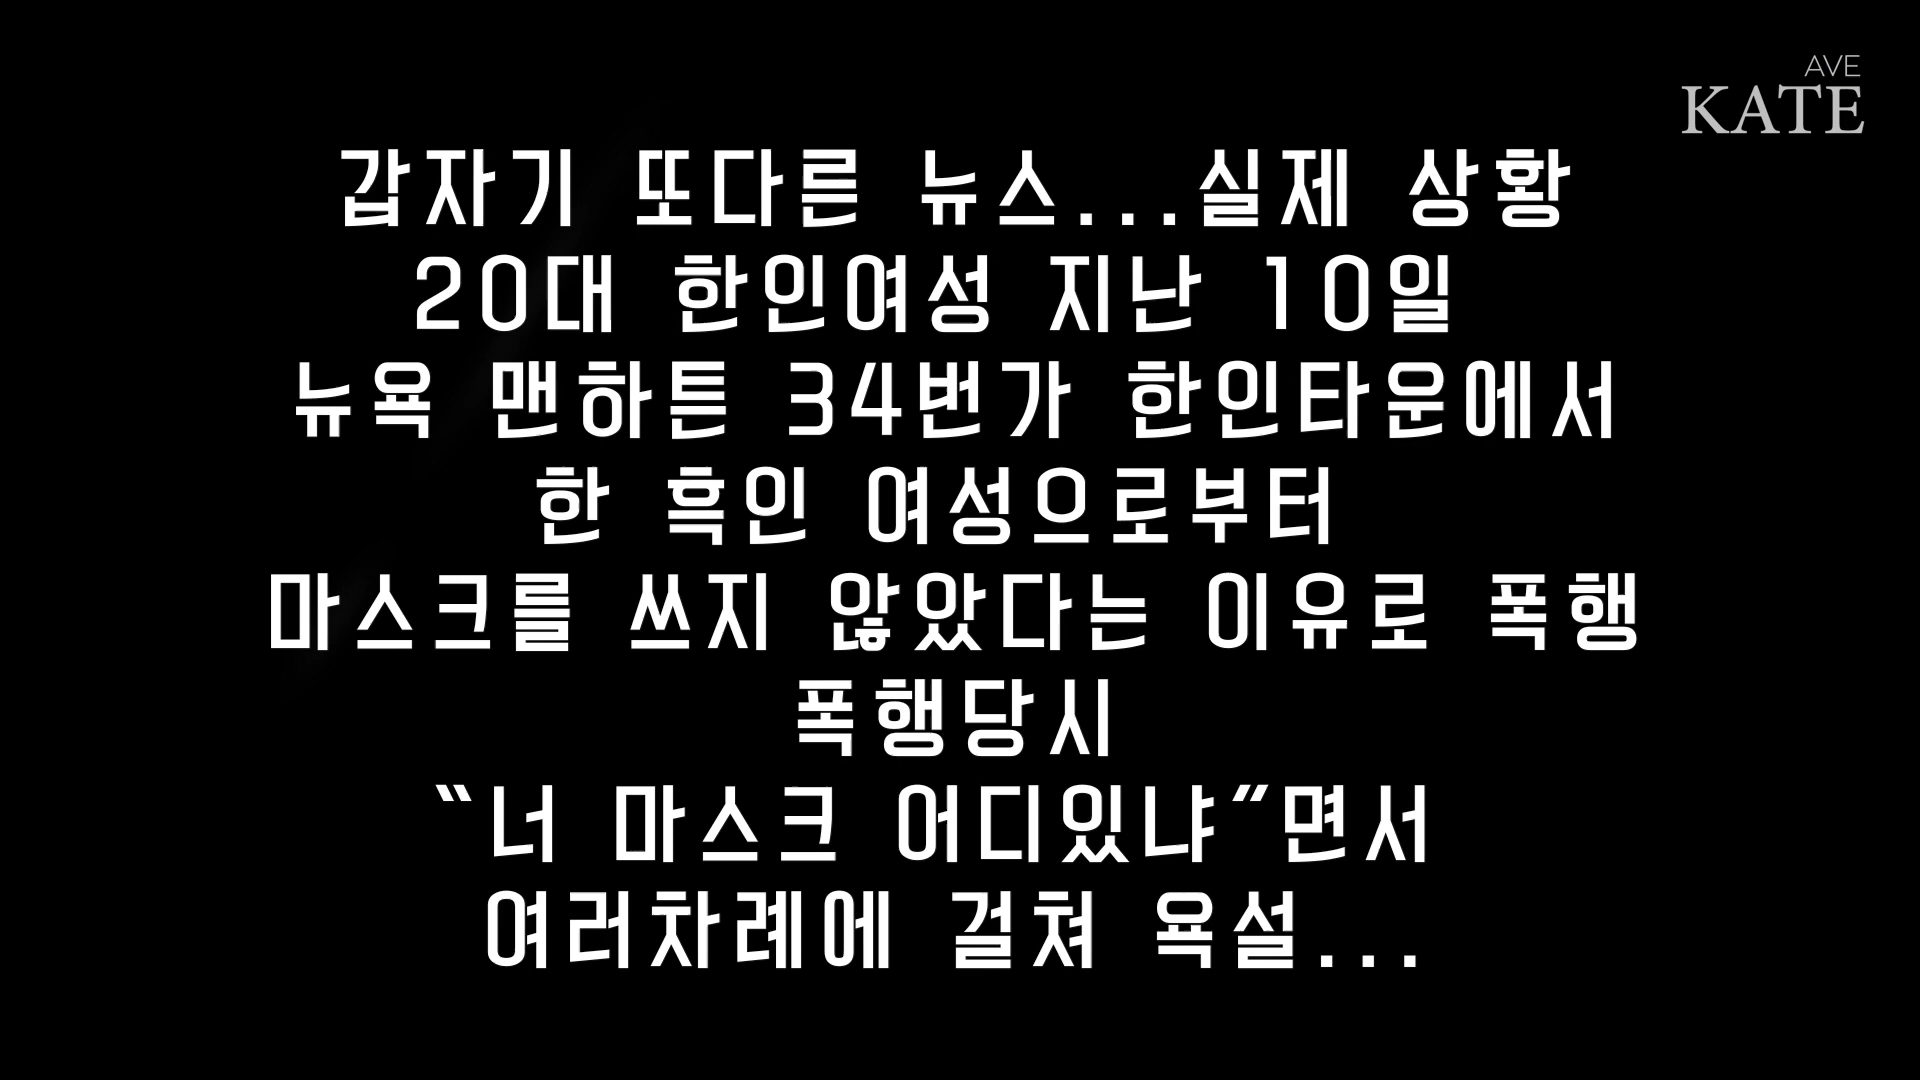 AVE
KATE
갑자기 또다른 뉴스...실제 상황
20대 한인여성 지난 10일
뉴욕 맨하튼 34번가 한인타운에서
한 흑인 여성으로부터
마스크를 쓰지 않았다는 이유로 폭행
폭행당시
“너 마스크 어디있냐”면서
여러차례에 걸쳐 욕설...